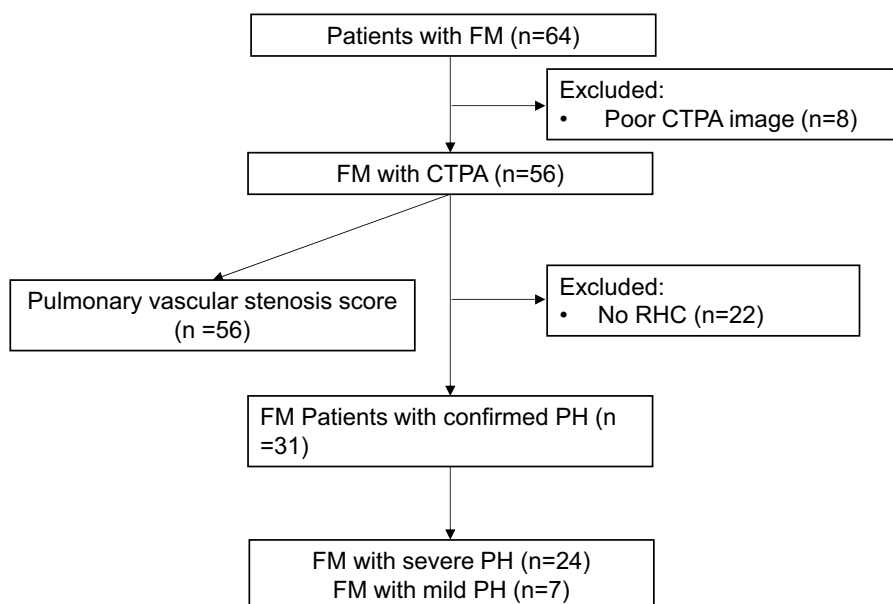 Patients with FM (n=64)
Excluded:
• Poor CTPA image (n=8)
FM with CTPA (n=56)
Pulmonary vascular stenosis score
(n =56)
Excluded:
• No RHC (n=22)
FM Patients with confirmed PH (n
=31)
FM with severe PH (n=24)
FM with mild PH (n=7)